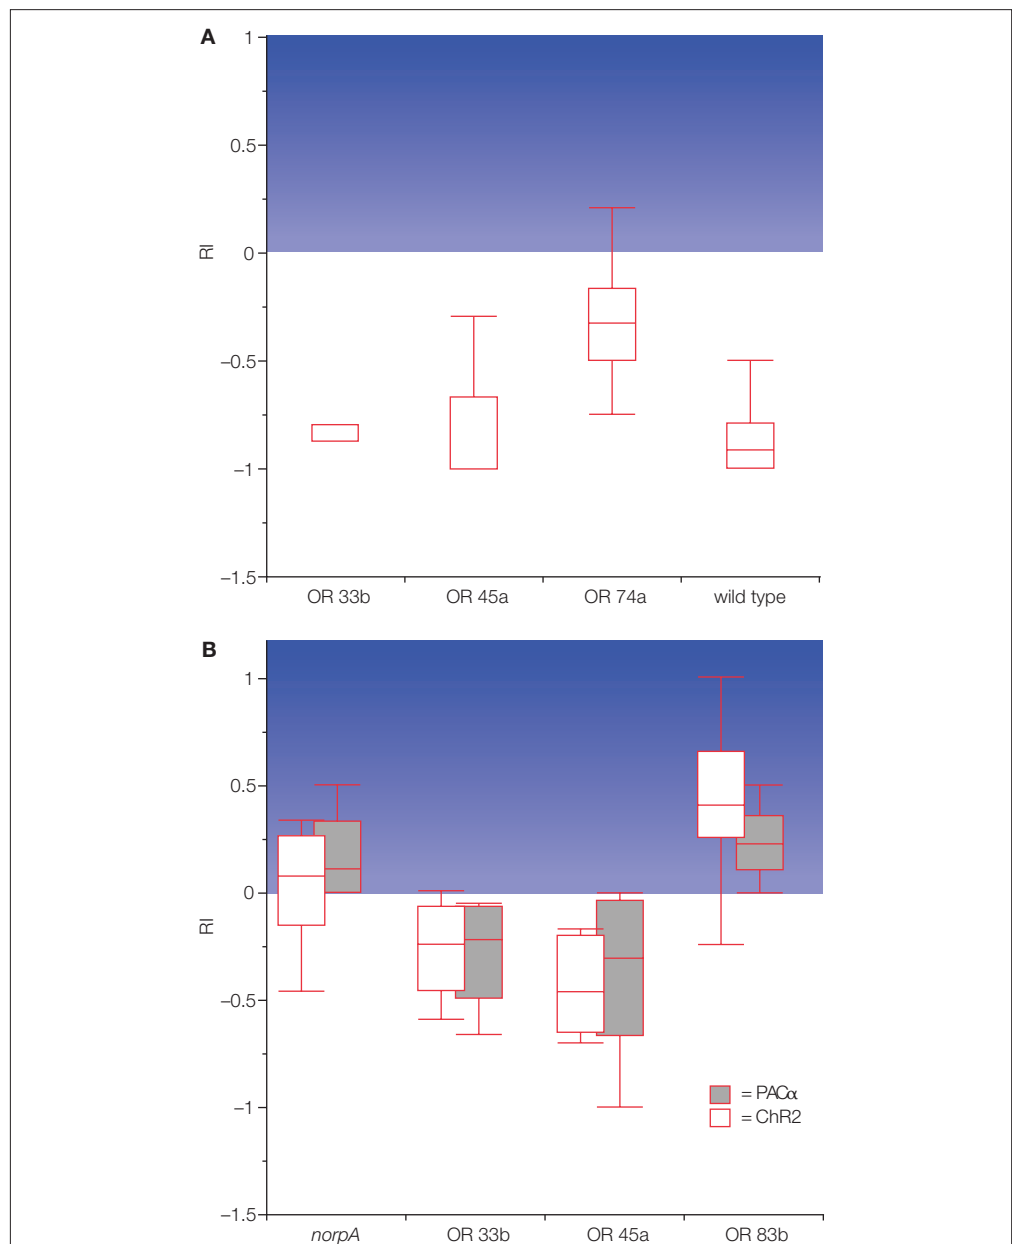 A
1
0.5
0
RI
−0.5
−1
−1.5
OR 33b OR 45a OR 74a wild type
B
1
0.5
0
RI
−0.5
= PACα
−1
= ChR2
−1.5
norpA OR 33b OR 45a OR 83b